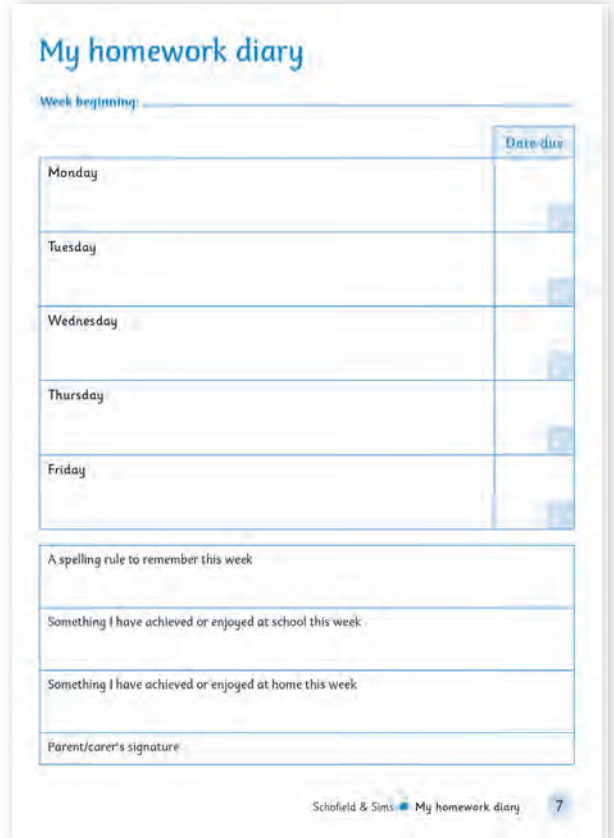 My homework diary
Week beginning:
Date due
Monday
Tuesday
Wednesday
Thursday
Friday
A spelling rule to remember this week
Something I have achieved or enjoyed at school this week
Something I have achieved or enjoyed at home this week
Parent/carer's signature
Schofield & Sims My homework diary 7